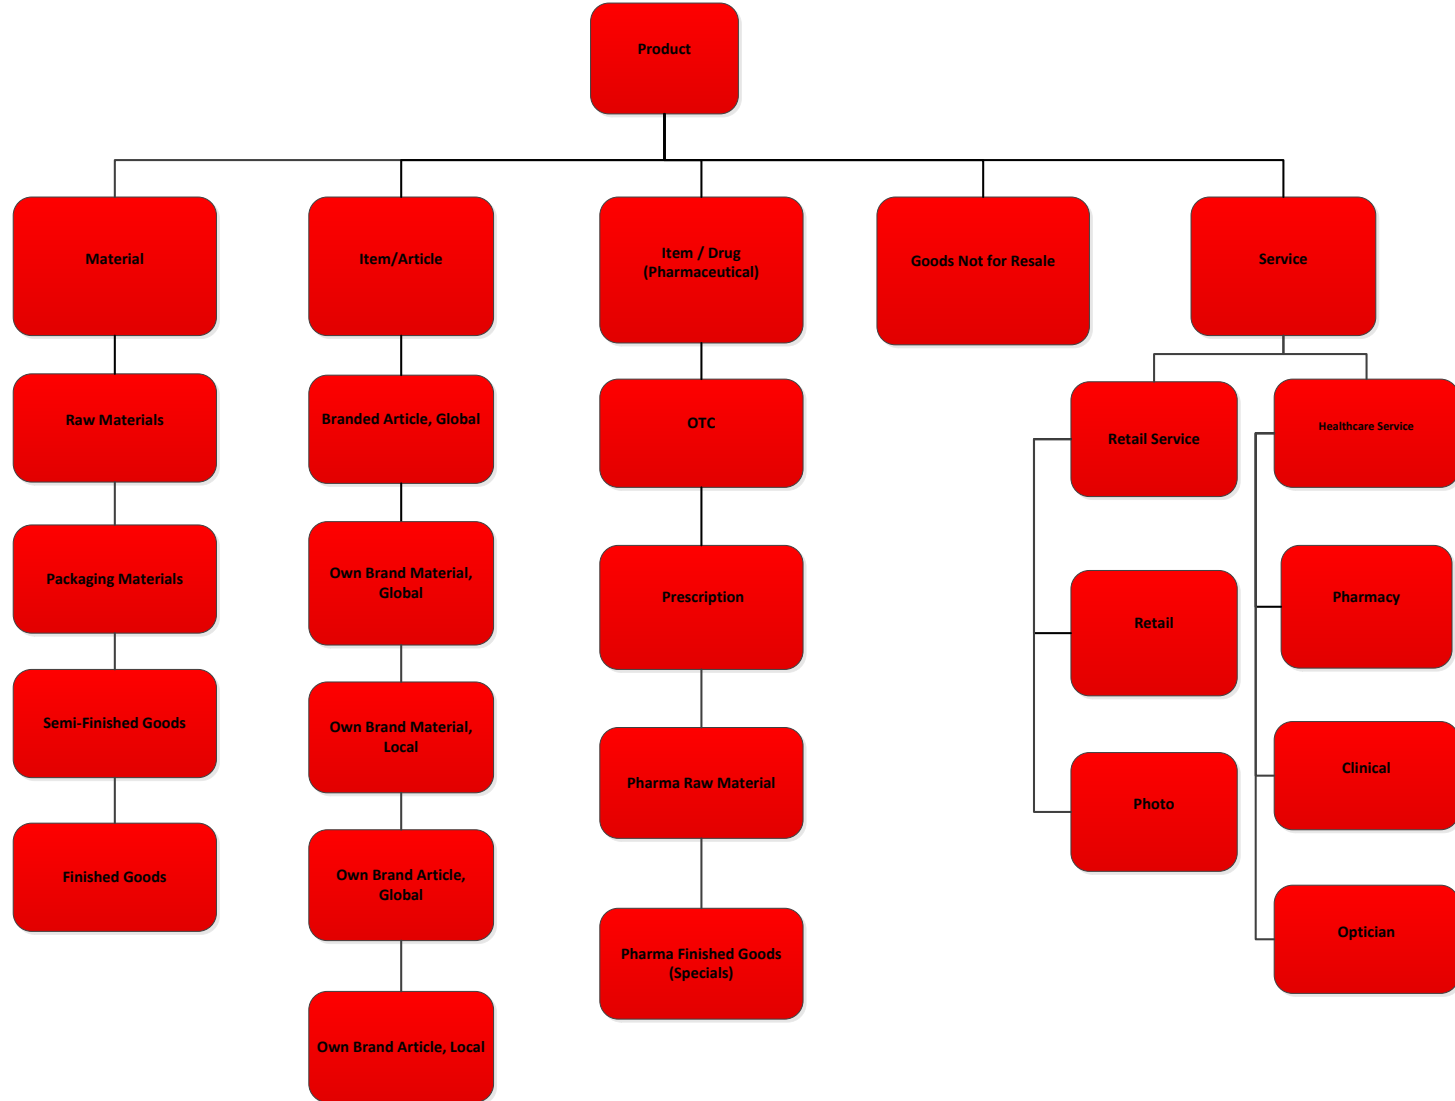 Product
Material
Item/Article
Item / Drug
(Pharmaceutical)
Goods Not for Resale
Service
Raw Materials
Branded Article, Global
OTC
Retail Service
Healthcare Service
Packaging Materials
Own Brand Material,
Global
Prescription
Retail
Pharmacy
Semi-Finished Goods
Own Brand Material,
Local
Pharma Raw Material
Photo
Clinical
Finished Goods
Own Brand Article,
Global
Pharma Finished Goods
(Specials)
Optician
Own Brand Article, Local